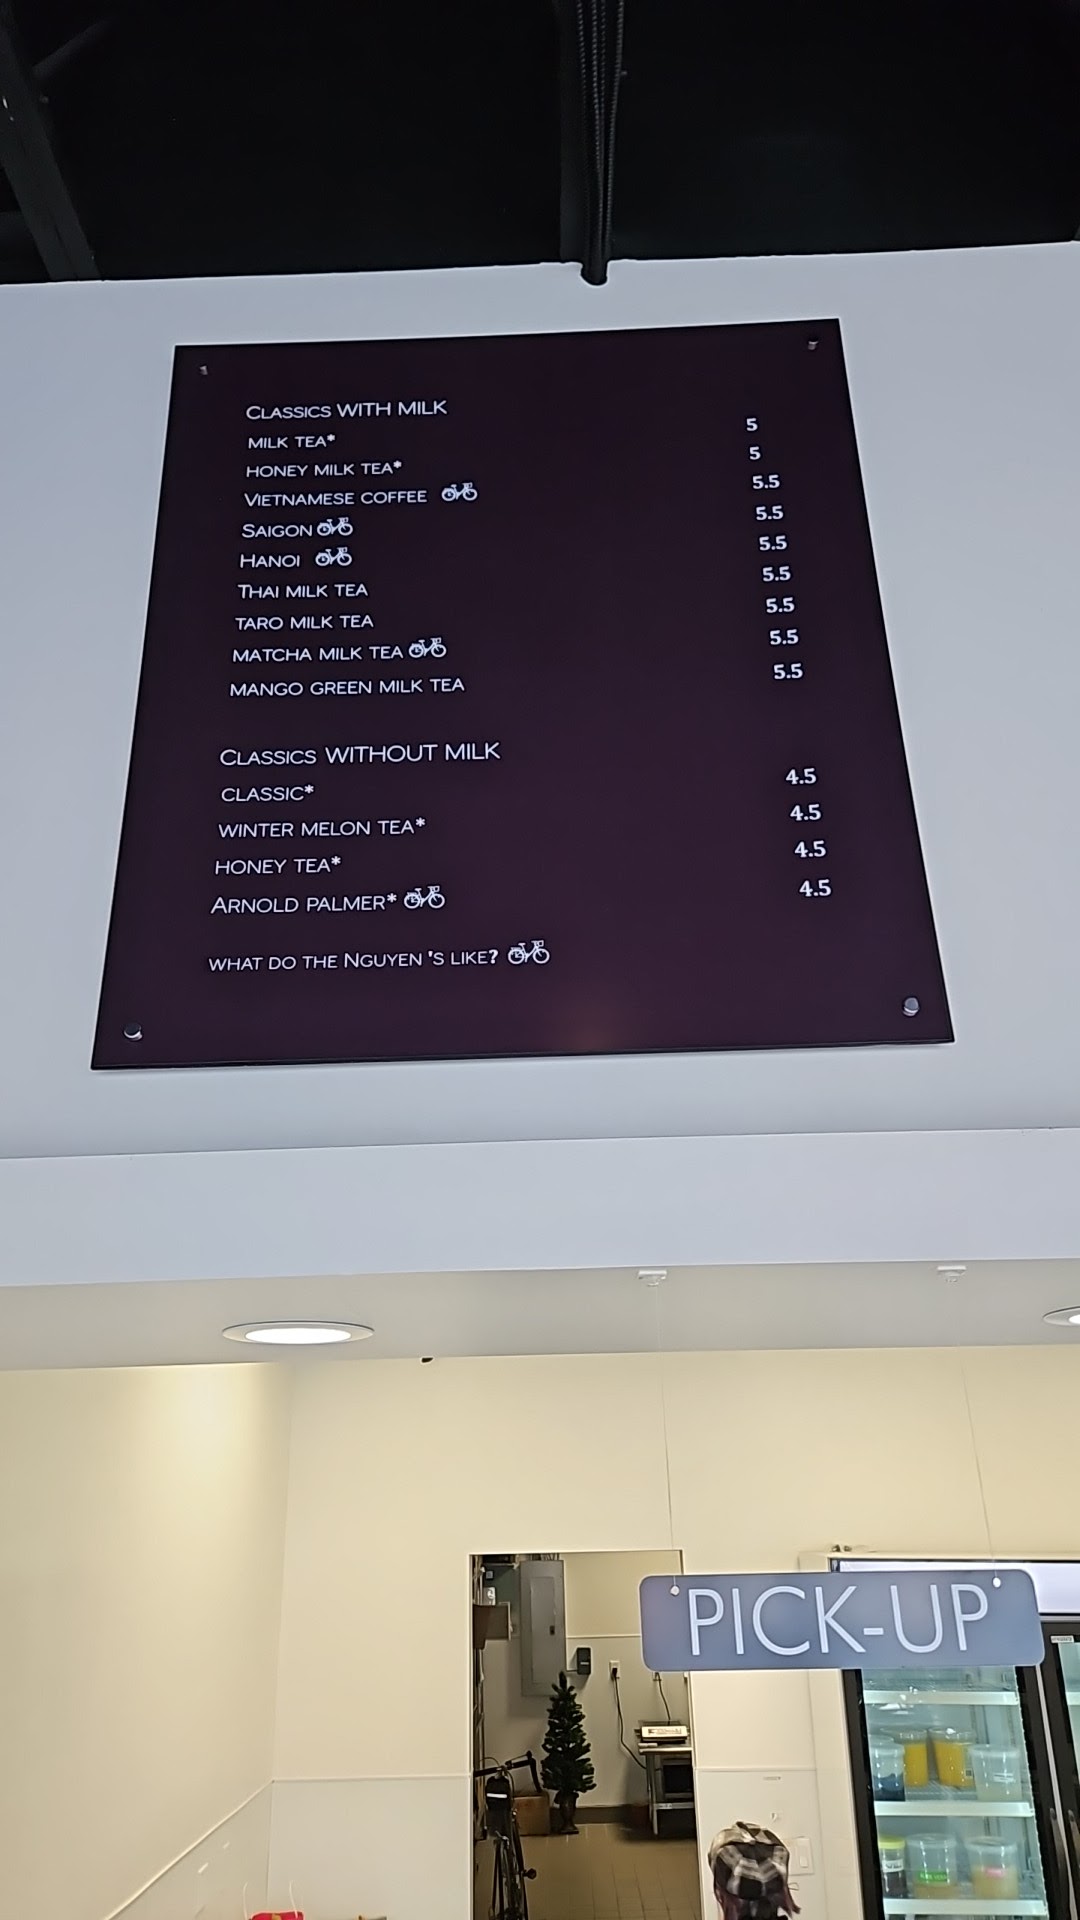 Classics WITH MILK
MILK TEA* 5
HONEY MILK TEA* 5
VIETNAMESE COFFEE 5.5
SAIGON 5.5
HANOI 5.5
THAI MILK TEA 5.5
TARO MILK TEA 5.5
MATCHA MILK TEA 5.5
MANGO GREEN MILK TEA 5.5
Classics WITHOUT MILK
CLASSIC* 4.5
WINTER MELON TEA* 4.5
HONEY TEA* 4.5
ARNOLD PALMER* 4.5
WHAT DO THE NGUYEN 'S LIKE?
PICK-UP